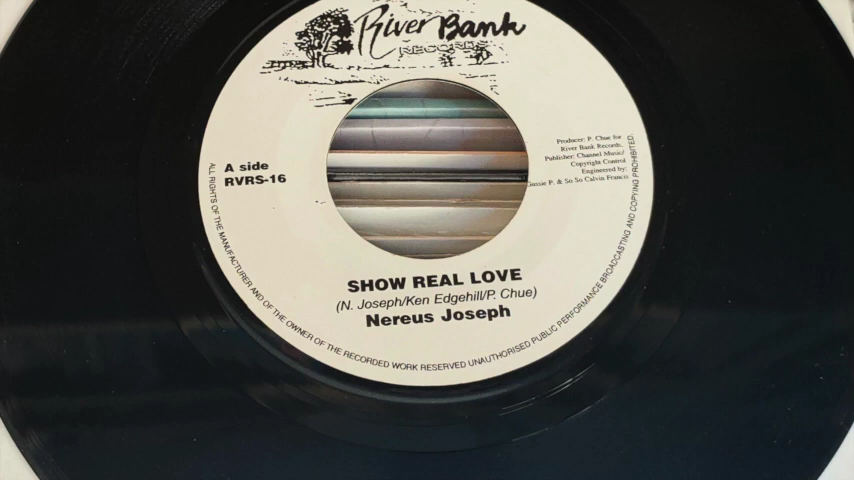 River Bank
RECORDS
Producer: P. Chue for
River Bank Records.
Publisher: Channel Music/
Copyright Control
Engineered by:
Gussie P. & So So Calvin Francis
A side
RVRS-16
SHOW REAL LOVE
(N. Joseph/Ken Edgehill/P. Chue)
Nereus Joseph
ALL RIGHTS OF THE MANUFACTURER AND OF THE OWNER OF THE RECORDED WORK RESERVED UNAUTHORISED PUBLIC PERFORMANCE BROADCASTING AND COPYING PROHIBITED.